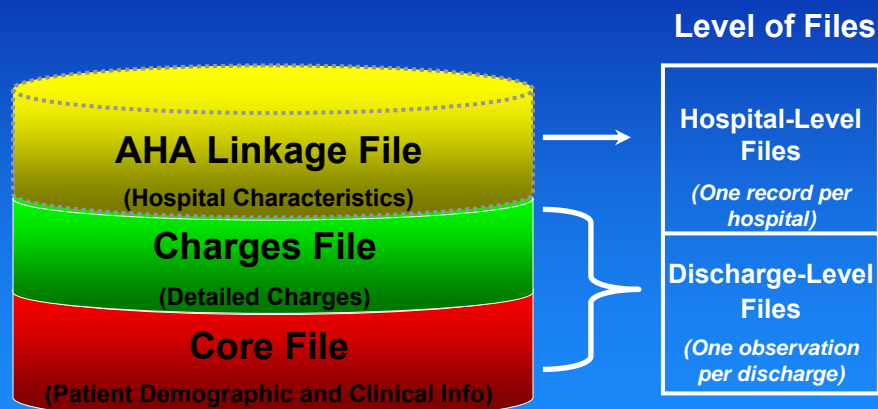 Level of Files
AHA Linkage File
(Hospital Characteristics)
Charges File
(Detailed Charges)
Core File
(Patient Demographic and Clinical Info)
Hospital-Level
Files
(One record per
hospital)
Discharge-Level
Files
(One observation
per discharge)